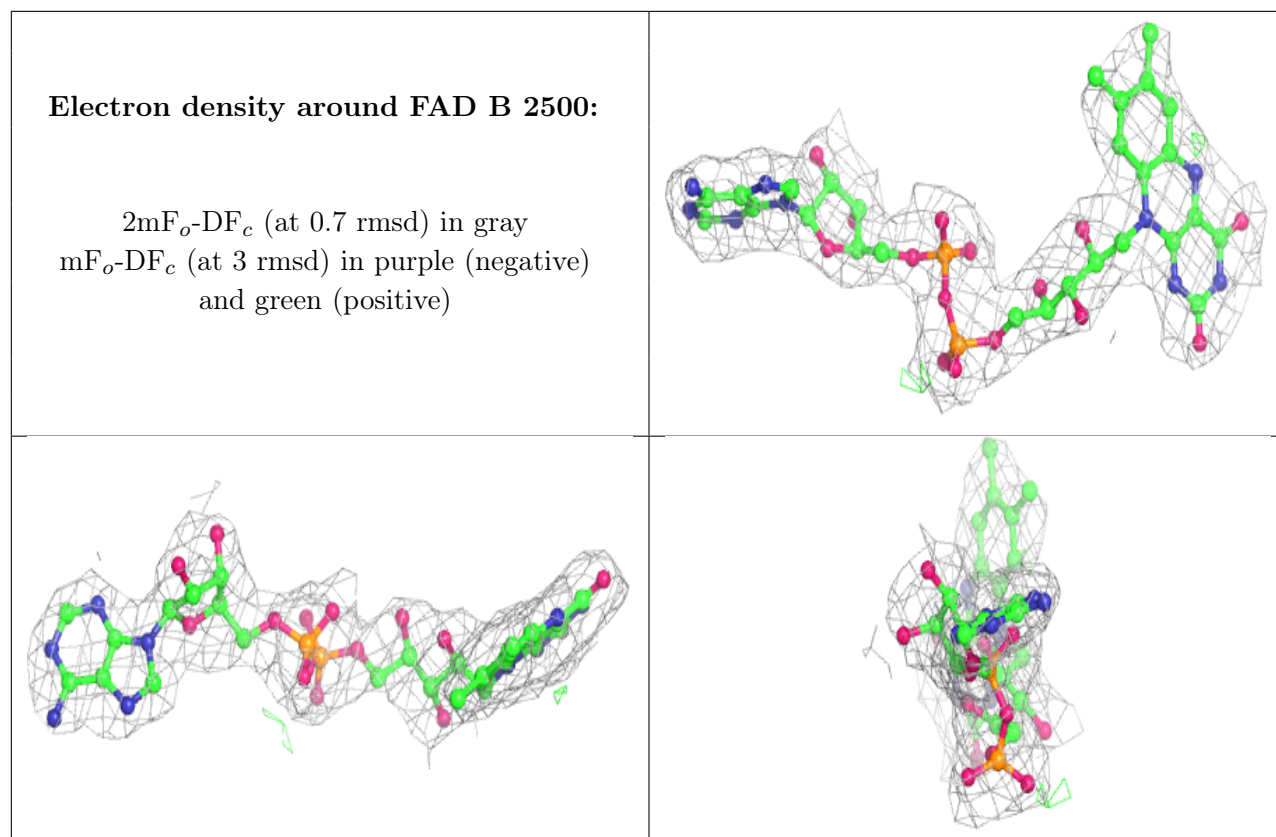 Electron density around FAD B 2500:
2mFo-DFc (at 0.7 rmsd) in gray
mFo-DFc (at 3 rmsd) in purple (negative)
and green (positive)